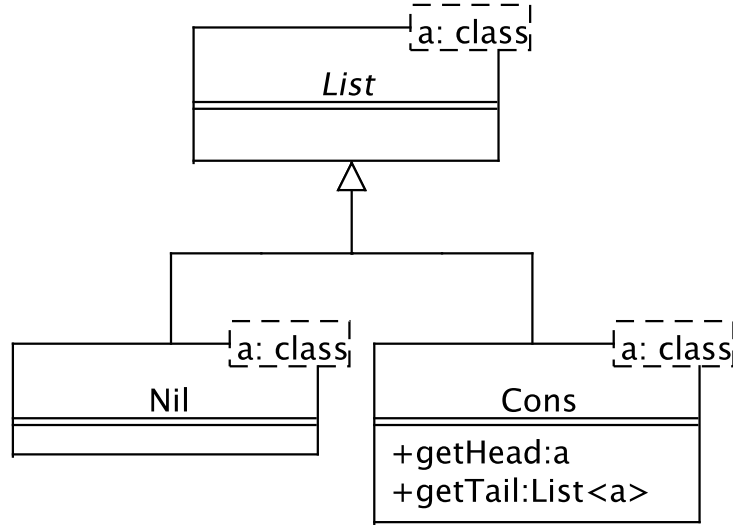 a: class
List
a: class
a: class
Nil
Cons
+getHead:a
+getTail:List<a>